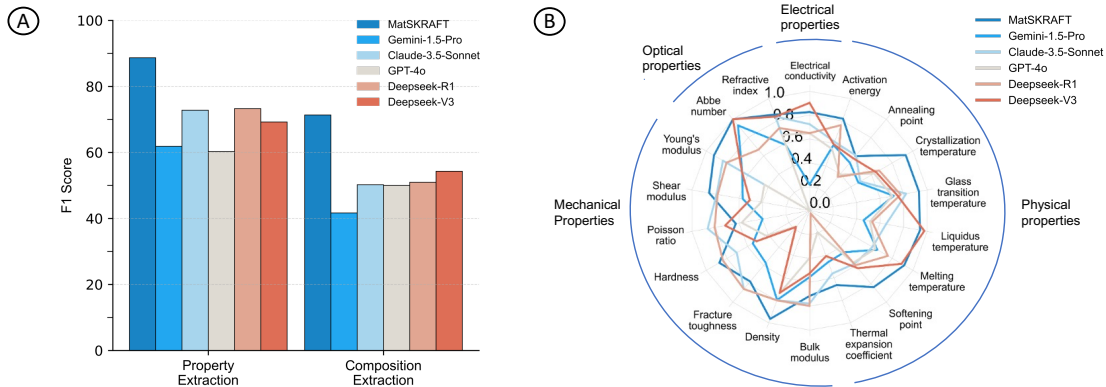 A
100
80
60
40
20
0
F1 Score
MatSKRAFT
Gemini-1.5-Pro
Claude-3.5-Sonnet
GPT-4o
Deepseek-R1
Deepseek-V3
Property
Extraction
Composition
Extraction
B
Electrical
properties
Optical
properties
Mechanical
Properties
Physical
properties
Electrical
conductivity
Activation
energy
Annealing
point
Crystallization
temperature
Glass
transition
temperature
Liquidus
temperature
Melting
temperature
Softening
point
Thermal
expansion
coefficient
Bulk
modulus
Density
Fracture
toughness
Hardness
Poisson
ratio
Shear
modulus
Young's
modulus
Abbe
number
Refractive
index
1.0
0.8
0.6
0.4
0.2
0.0
MatSKRAFT
Gemini-1.5-Pro
Claude-3.5-Sonnet
GPT-4o
Deepseek-R1
Deepseek-V3